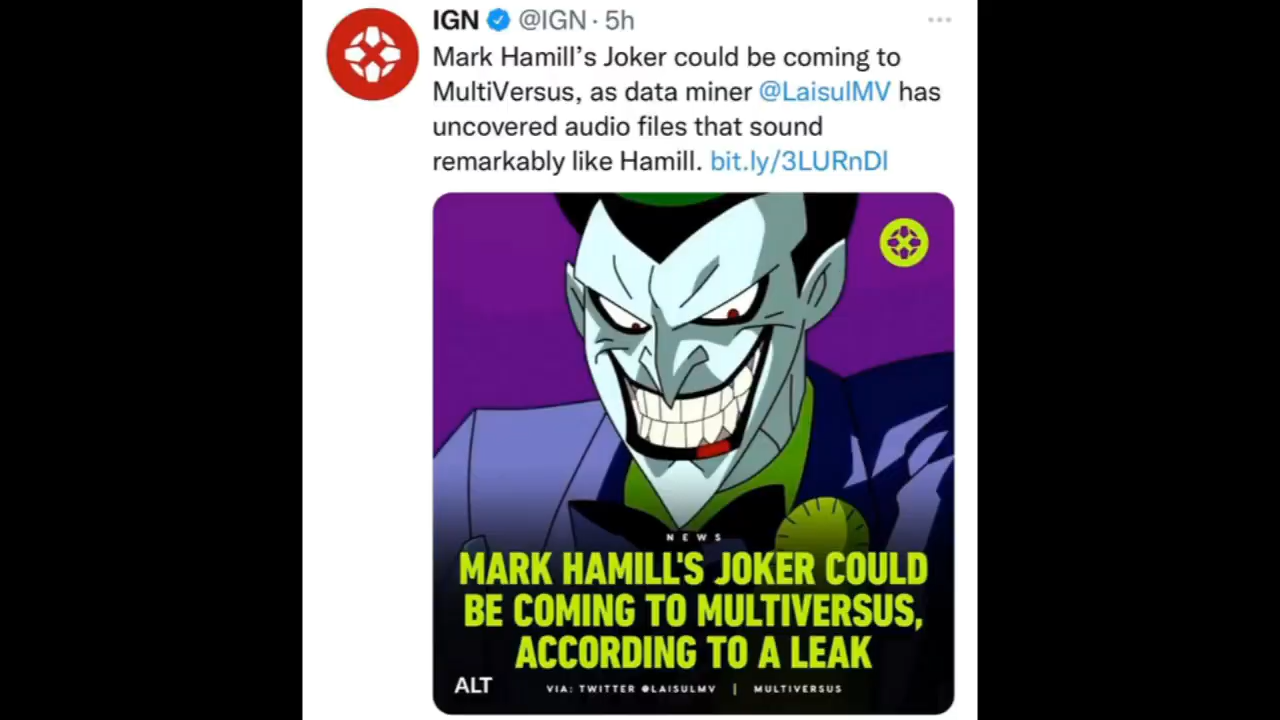 IGN @IGN · 5h
Mark Hamill’s Joker could be coming to
MultiVersus, as data miner @LaisulMV has
uncovered audio files that sound
remarkably like Hamill. bit.ly/3LURnDl
NEWS
MARK HAMILL'S JOKER COULD
BE COMING TO MULTIVERSUS,
ACCORDING TO A LEAK
ALT
VIA: TWITTER @LAISULMV | MULTIVERSUS